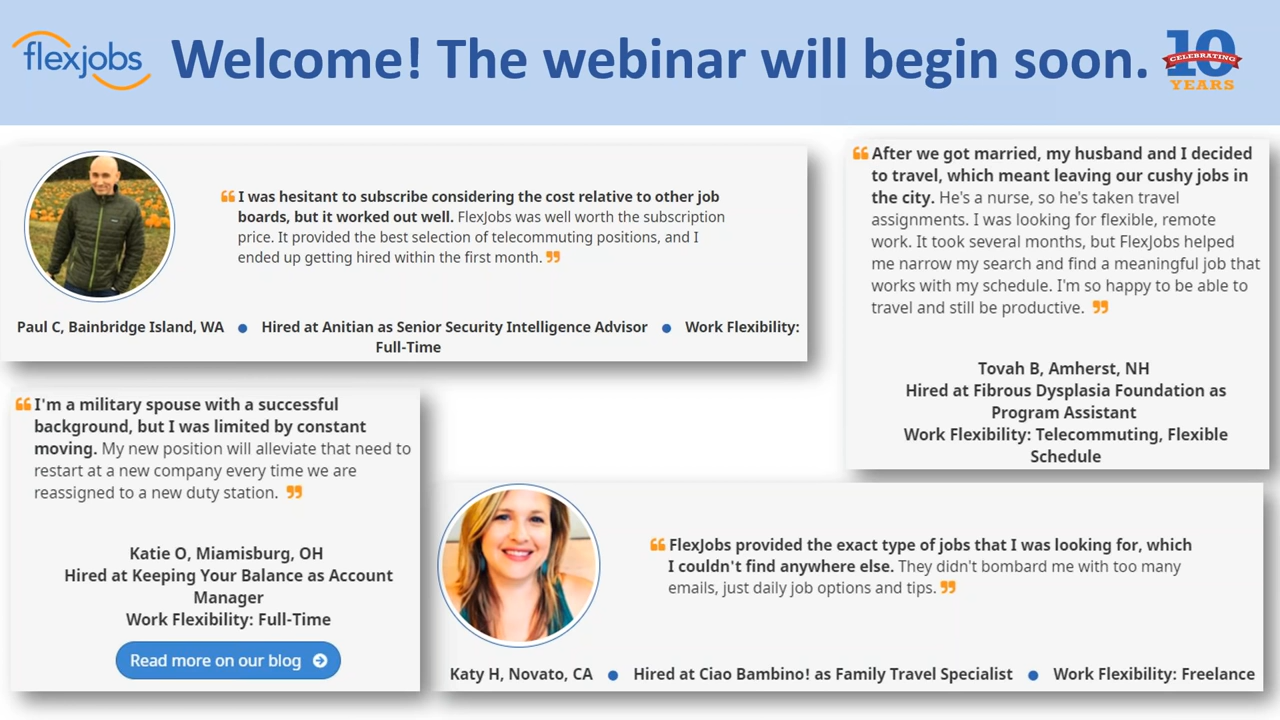 flexjobs
Welcome! The webinar will begin soon.
CELEBRATING
10
YEARS
❝ I was hesitant to subscribe considering the cost relative to other job
boards, but it worked out well. FlexJobs was well worth the subscription
price. It provided the best selection of telecommuting positions, and I
ended up getting hired within the first month. ❞
Paul C, Bainbridge Island, WA ● Hired at Anitian as Senior Security Intelligence Advisor ● Work Flexibility:
Full-Time
❝ After we got married, my husband and I decided
to travel, which meant leaving our cushy jobs in
the city. He's a nurse, so he's taken travel
assignments. I was looking for flexible, remote
work. It took several months, but FlexJobs helped
me narrow my search and find a meaningful job that
works with my schedule. I'm so happy to be able to
travel and still be productive. ❞
Tovah B, Amherst, NH
Hired at Fibrous Dysplasia Foundation as
Program Assistant
Work Flexibility: Telecommuting, Flexible
Schedule
❝ I'm a military spouse with a successful
background, but I was limited by constant
moving. My new position will alleviate that need to
restart at a new company every time we are
reassigned to a new duty station. ❞
Katie O, Miamisburg, OH
Hired at Keeping Your Balance as Account
Manager
Work Flexibility: Full-Time
Read more on our blog
❝ FlexJobs provided the exact type of jobs that I was looking for, which
I couldn't find anywhere else. They didn't bombard me with too many
emails, just daily job options and tips. ❞
Katy H, Novato, CA ● Hired at Ciao Bambino! as Family Travel Specialist ● Work Flexibility: Freelance